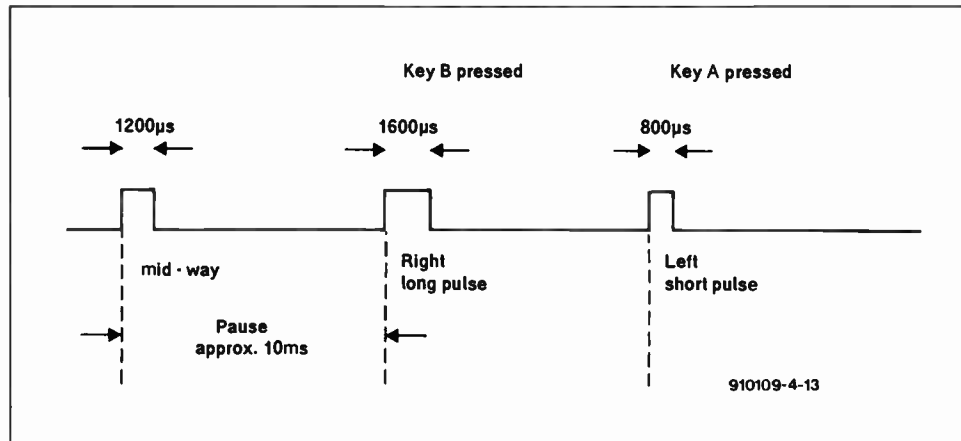 Key B pressed
Key A pressed
1200µs
1600µs
800µs
mid - way
Right
long pulse
Left
short pulse
Pause
approx. 10ms
910109-4-13